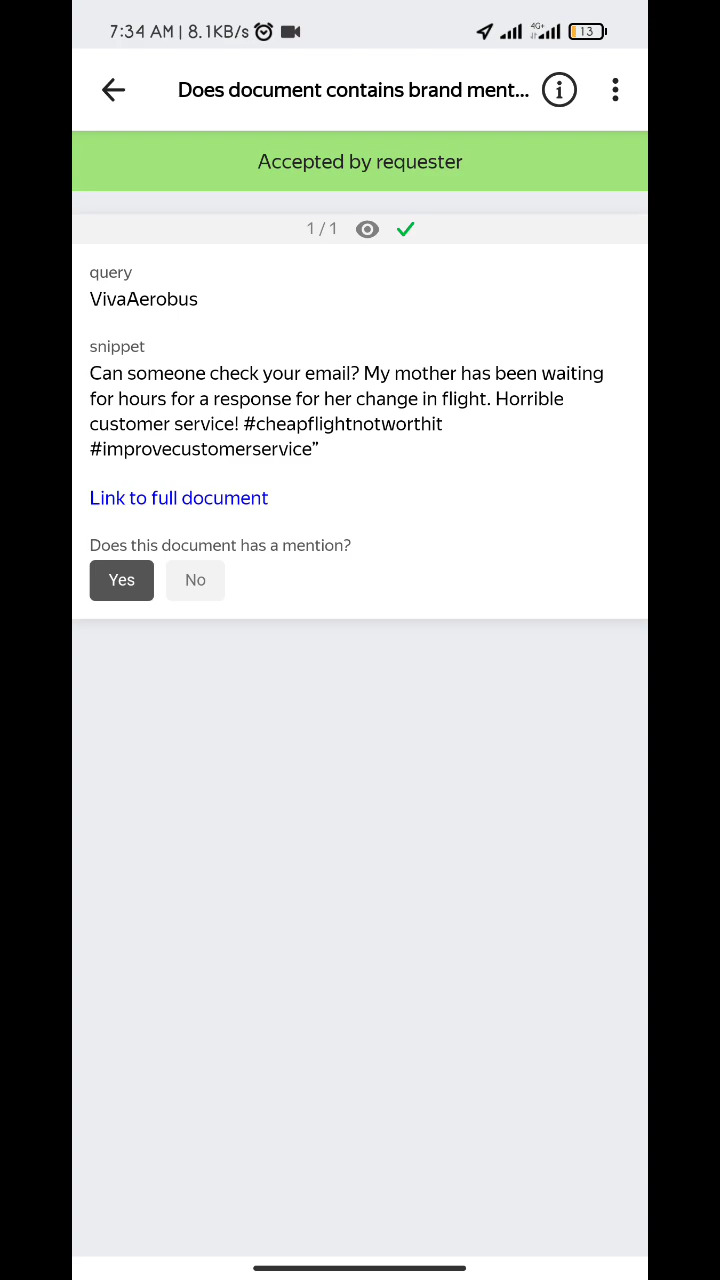 7:34 AM | 8.1KB/s
4G+
13
Does document contains brand ment...
Accepted by requester
1/1
query
VivaAerobus
snippet
Can someone check your email? My mother has been waiting
for hours for a response for her change in flight. Horrible
customer service! #cheapflightnotworthit
#improvecustomerservice”
Link to full document
Does this document has a mention?
Yes No